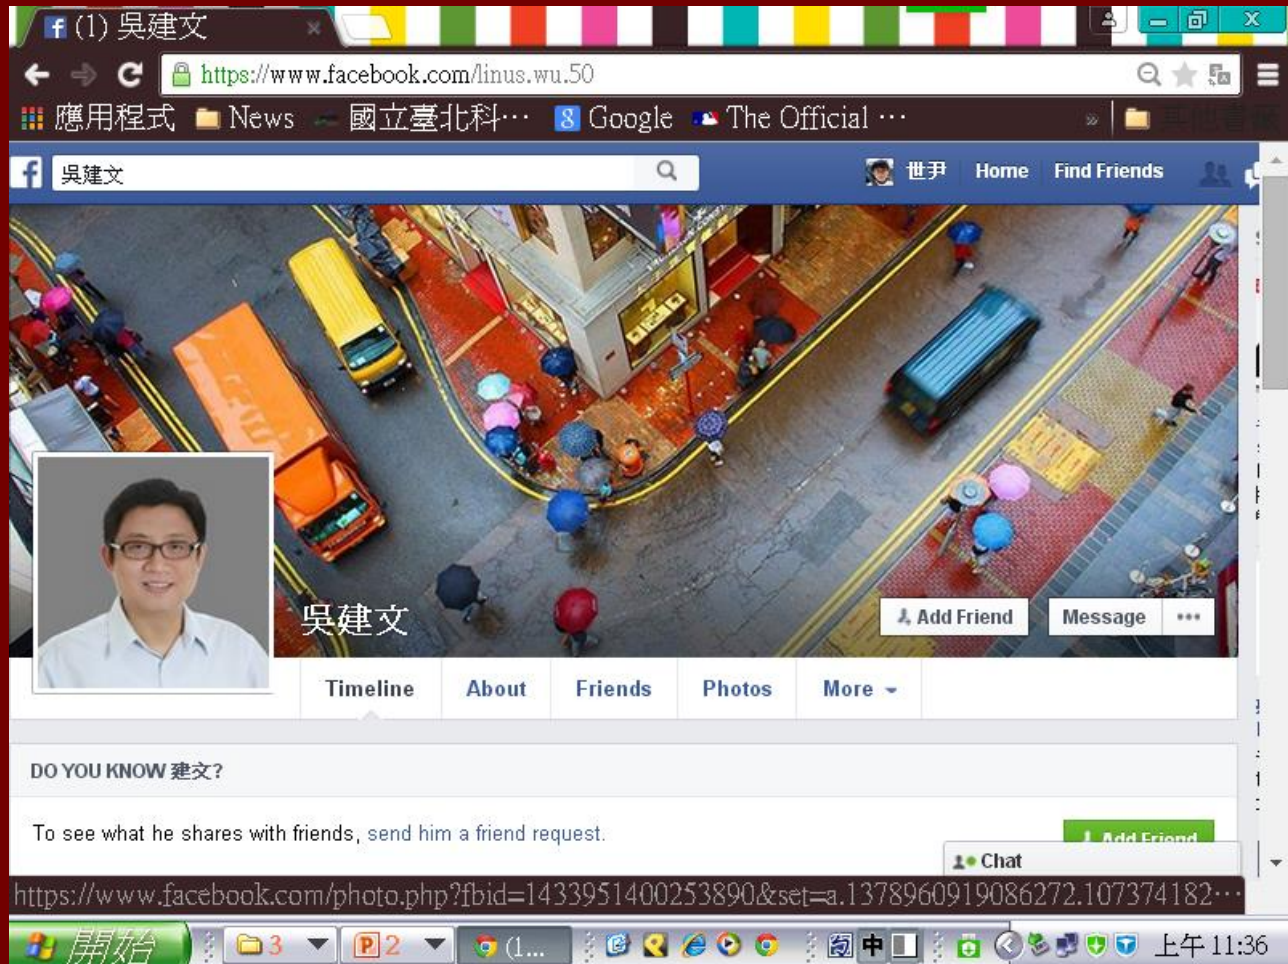 (1) 吳建文
https://www.facebook.com/linus.wu.50
應用程式 News 國立臺北科… Google The Official …
吳建文 世尹 Home Find Friends
吳建文
Add Friend Message
Timeline About Friends Photos More
DO YOU KNOW 建文?
To see what he shares with friends, send him a friend request.
Add Friend
Chat
https://www.facebook.com/photo.php?fbid=1433951400253890&set=a.1378960919086272.107374182…
開始 3 2 (1... 中 上午 11:36